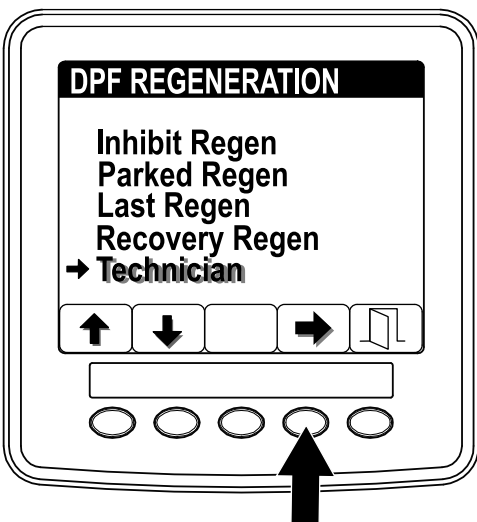 DPF REGENERATION
Inhibit Regen
Parked Regen
Last Regen
Recovery Regen
Technician